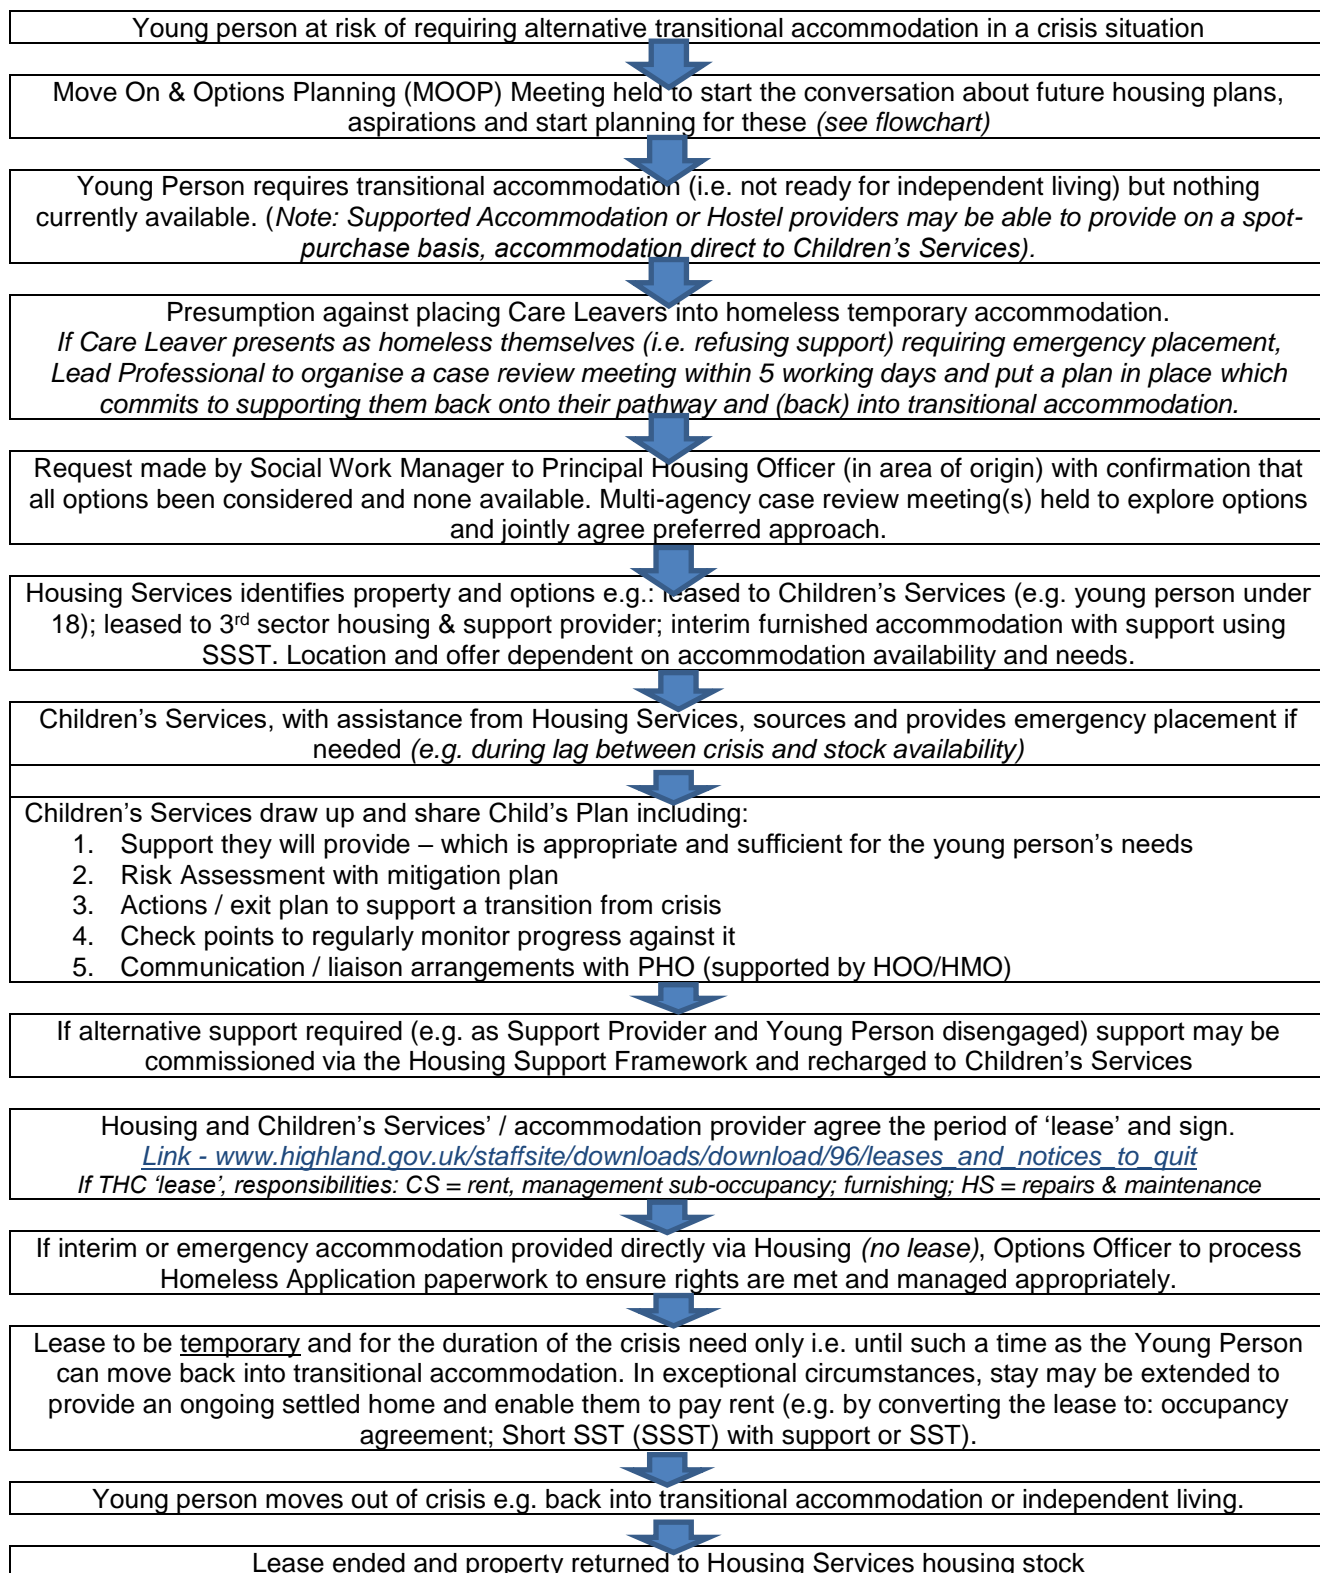 Young person at risk of requiring alternative transitional accommodation in a crisis situation
Move On & Options Planning (MOOP) Meeting held to start the conversation about future housing plans,
aspirations and start planning for these (see flowchart)
Young Person requires transitional accommodation (i.e. not ready for independent living) but nothing
currently available. (Note: Supported Accommodation or Hostel providers may be able to provide on a spot-
purchase basis, accommodation direct to Children's Services).
Presumption against placing Care Leavers into homeless temporary accommodation.
If Care Leaver presents as homeless themselves (i.e. refusing support) requiring emergency placement,
Lead Professional to organise a case review meeting within 5 working days and put a plan in place which
commits to supporting them back onto their pathway and (back) into transitional accommodation.
Request made by Social Work Manager to Principal Housing Officer (in area of origin) with confirmation that
all options been considered and none available. Multi-agency case review meeting(s) held to explore options
and jointly agree preferred approach.
Housing Services identifies property and options e.g.: leased to Children's Services (e.g. young person under
18); leased to 3rd sector housing & support provider; interim furnished accommodation with support using
SSST. Location and offer dependent on accommodation availability and needs.
Children's Services, with assistance from Housing Services, sources and provides emergency placement if
needed (e.g. during lag between crisis and stock availability)
Children's Services draw up and share Child's Plan including:
1. Support they will provide – which is appropriate and sufficient for the young person's needs
2. Risk Assessment with mitigation plan
3. Actions / exit plan to support a transition from crisis
4. Check points to regularly monitor progress against it
5. Communication / liaison arrangements with PHO (supported by HOO/HMO)
If alternative support required (e.g. as Support Provider and Young Person disengaged) support may be
commissioned via the Housing Support Framework and recharged to Children's Services
Housing and Children's Services' / accommodation provider agree the period of 'lease' and sign.
Link - www.highland.gov.uk/staffsite/downloads/download/96/leases_and_notices_to_quit
If THC 'lease', responsibilities: CS = rent, management sub-occupancy; furnishing; HS = repairs & maintenance
If interim or emergency accommodation provided directly via Housing (no lease), Options Officer to process
Homeless Application paperwork to ensure rights are met and managed appropriately.
Lease to be temporary and for the duration of the crisis need only i.e. until such a time as the Young Person
can move back into transitional accommodation. In exceptional circumstances, stay may be extended to
provide an ongoing settled home and enable them to pay rent (e.g. by converting the lease to: occupancy
agreement; Short SST (SSST) with support or SST).
Young person moves out of crisis e.g. back into transitional accommodation or independent living.
Lease ended and property returned to Housing Services housing stock